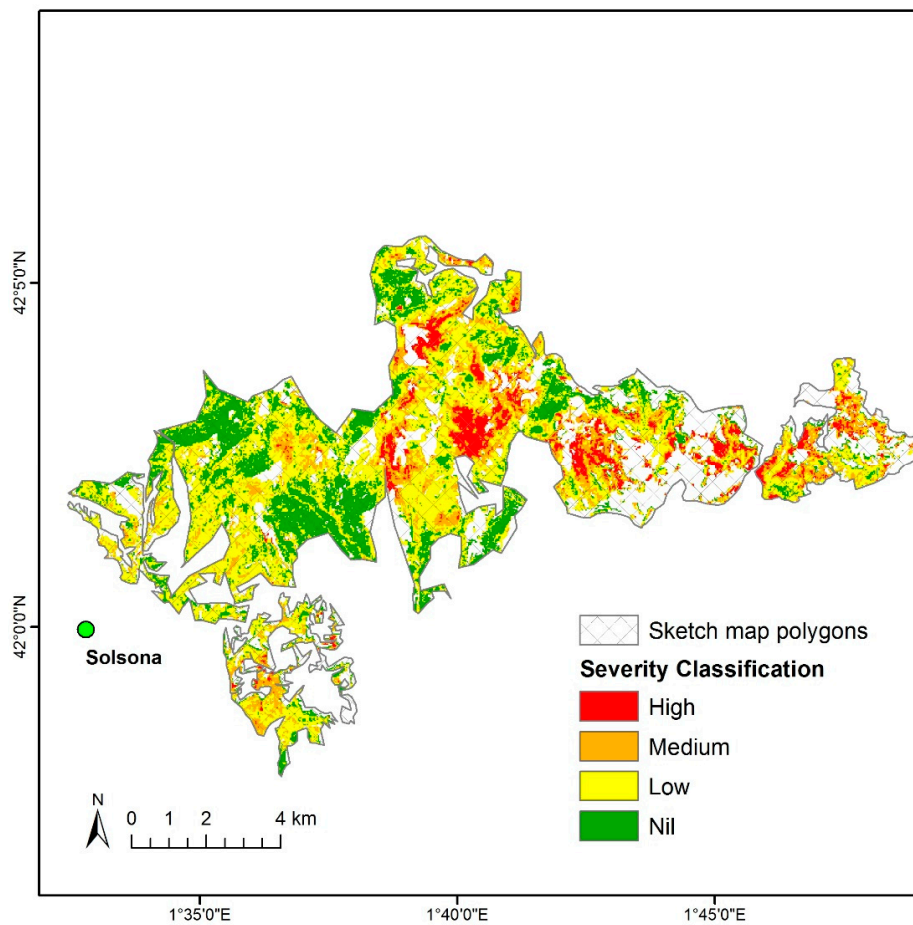 42°5'0"N
42°0'0"N
Solsona
Sketch map polygons
Severity Classification
High
Medium
Low
Nil
N
0 1 2 4 km
1°35'0"E 1°40'0"E 1°45'0"E